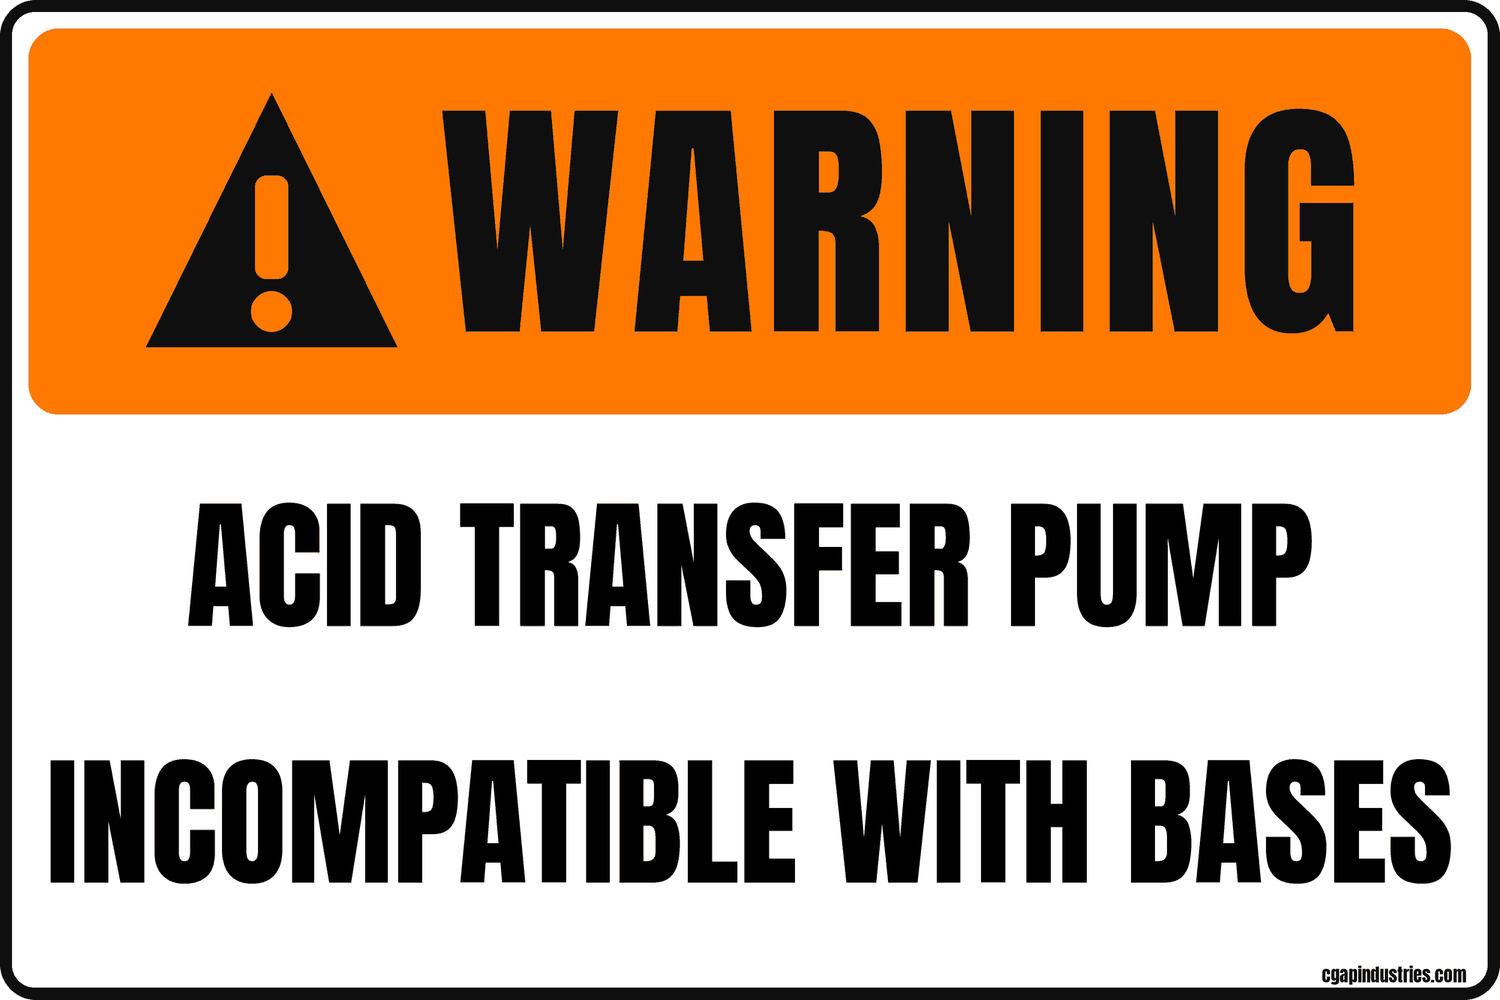 WARNING
ACID TRANSFER PUMP
INCOMPATIBLE WITH BASES
cgapindustries.com